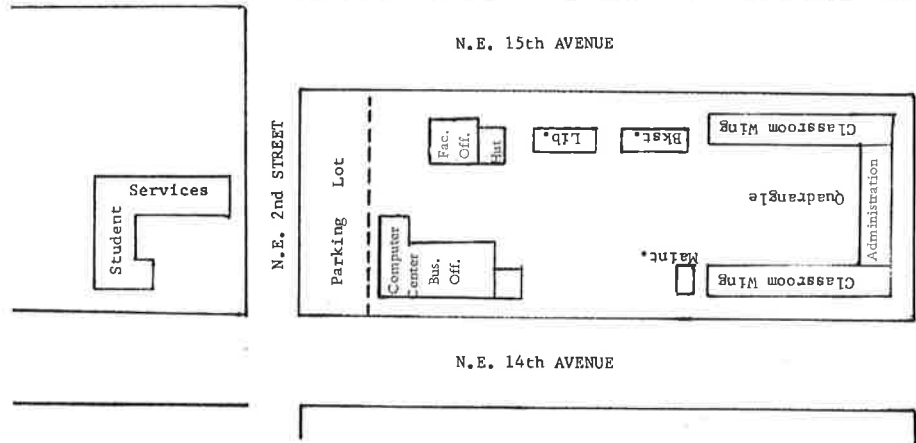 N.E. 15th AVENUE
Services
Student
N.E. 2nd STREET
Parking Lot
Fac.
Off.
Hut
Lib.
Bkst.
Classroom Wing
Quadrangle
Administration
Computer
Center
Bus.
Off.
Maint.
Classroom Wing
N.E. 14th AVENUE